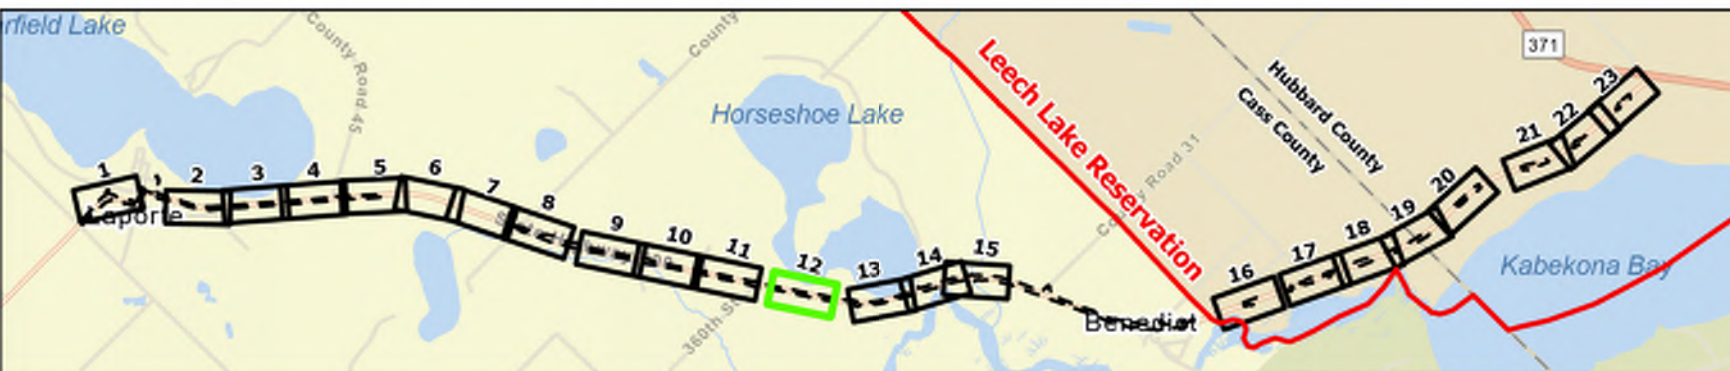 rfield Lake
County Road 45
County
371
Leech Lake Reservation
Hubbard County
Cass County
Horseshoe Lake
County Road 31
1
2
3
4
5
6
7
8
9
10
11
12
13
14
15
16
17
18
19
20
21
22
23
Laporte
360th St
Benedict
Kabekona Bay